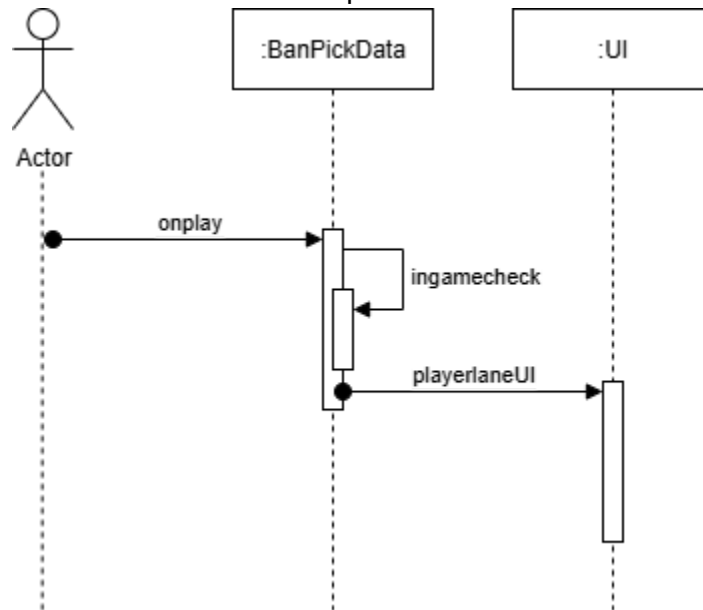 :BanPickData
:UI
Actor
onplay
ingamecheck
playerlaneUI